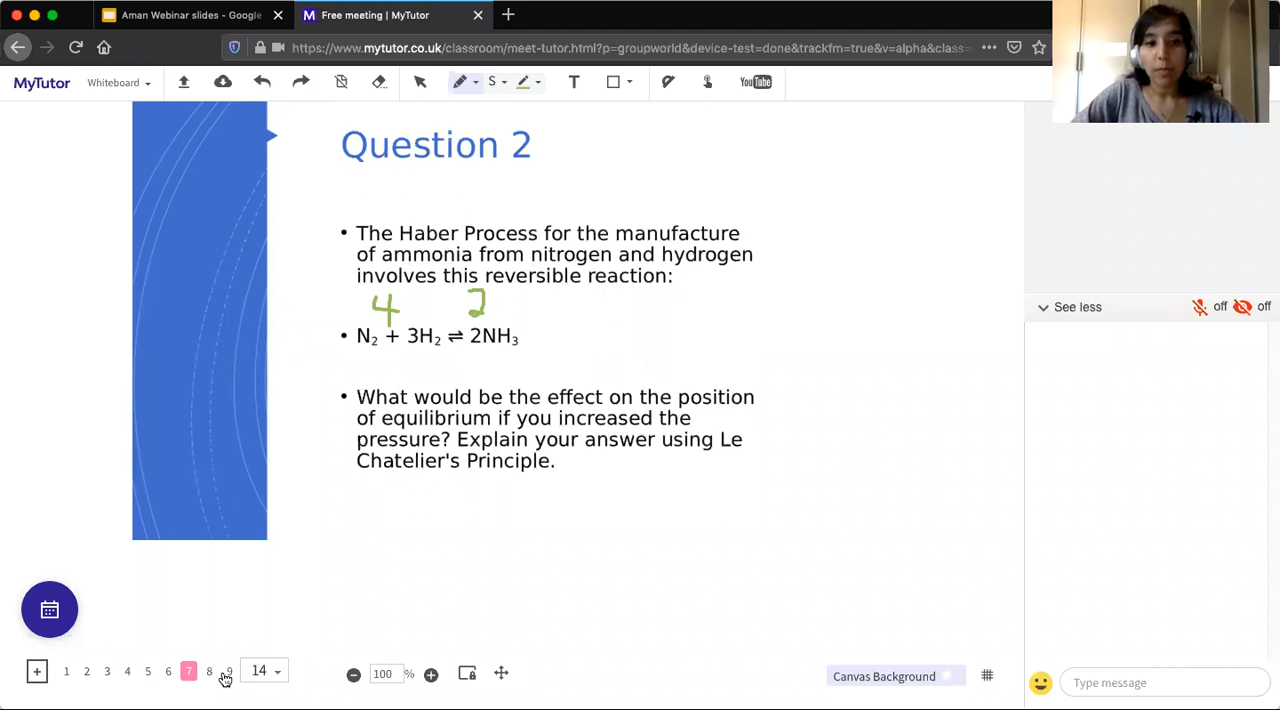 Aman Webinar slides - Google
Free meeting | MyTutor
https://www.mytutor.co.uk/classroom/meet-tutor.html?p=groupworld&device-test=done&trackfm=true&v=alpha&class=
MyTutor
Whiteboard
S
T
YouTube
Question 2
• The Haber Process for the manufacture
of ammonia from nitrogen and hydrogen
involves this reversible reaction:
4 2
• N₂ + 3H₂ ⇌ 2NH₃
• What would be the effect on the position
of equilibrium if you increased the
pressure? Explain your answer using Le
Chatelier's Principle.
See less
off
off
+ 1 2 3 4 5 6 7 8 9 14
100 %
Canvas Background
Type message